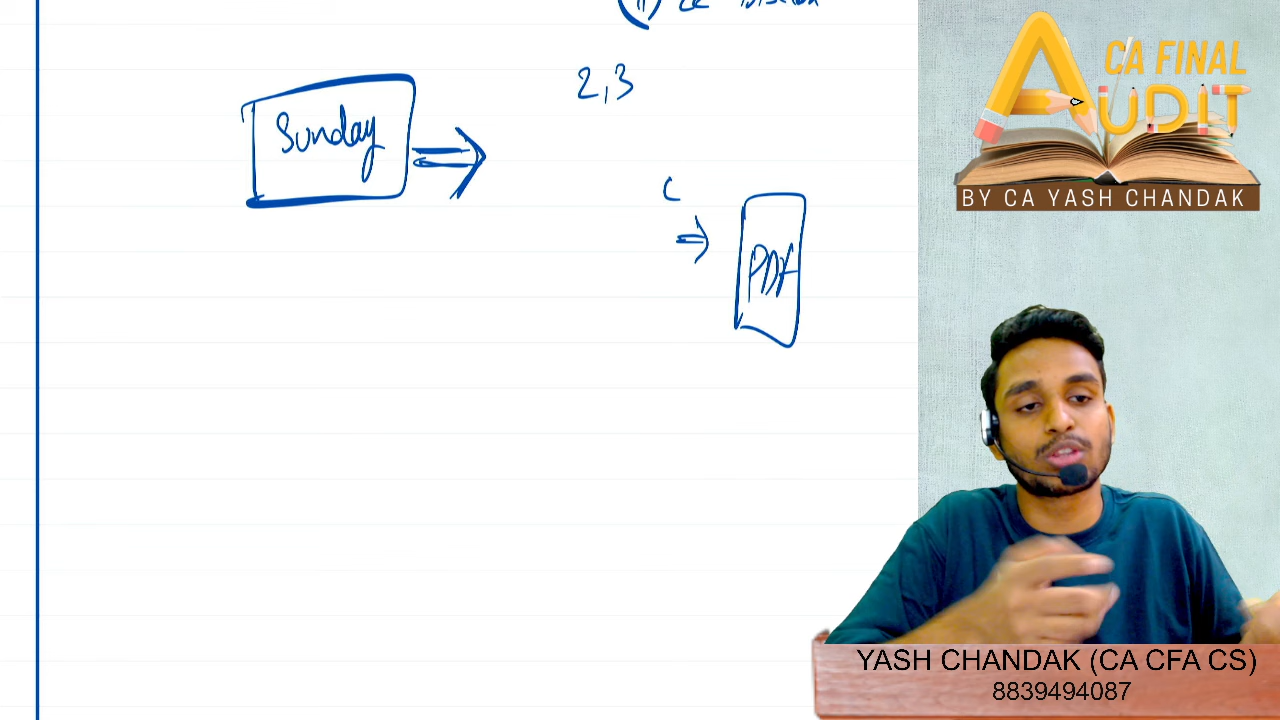 2,3
Sunday
C
PDF
CA FINAL
AUDIT
BY CA YASH CHANDAK
YASH CHANDAK (CA CFA CS)
8839494087